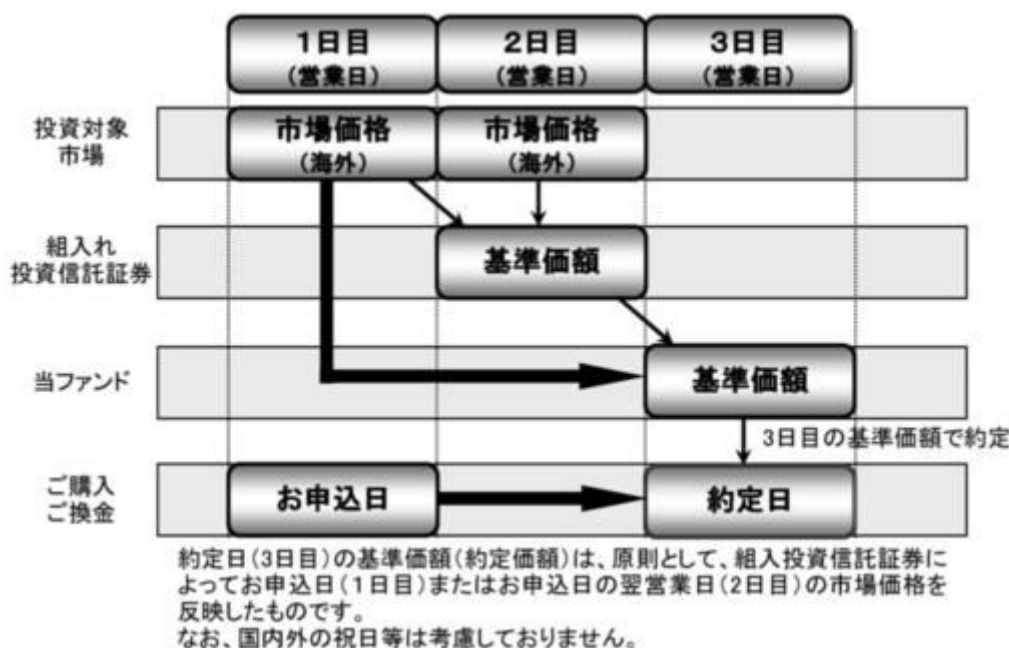 1日目 2日目 3日目
(営業日) (営業日) (営業日)
投資対象
市場
市場価格 市場価格
(海外) (海外)
組入れ
投資信託証券
基準価額
当ファンド
基準価額
3日目の基準価額で約定
ご購入
ご換金
お申込日 約定日
約定日(3日目)の基準価額(約定価額)は、原則として、組入投資信託証券に
よってお申込日(1日目)またはお申込日の翌営業日(2日目)の市場価格を
反映したものです。
なお、国内外の祝日等は考慮しておりません。